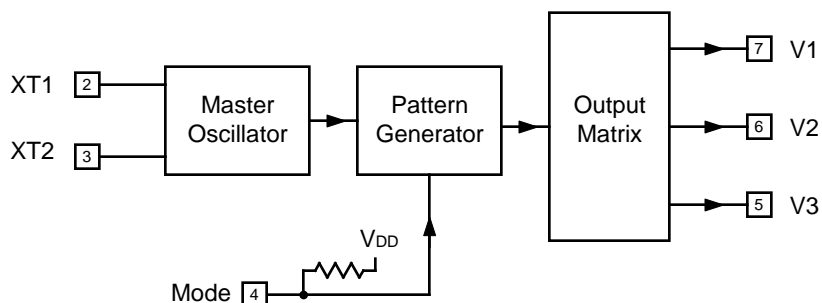 XT1 2
XT2 3
Master
Oscillator
Pattern
Generator
Output
Matrix
7 V1
6 V2
5 V3
VDD
Mode 4